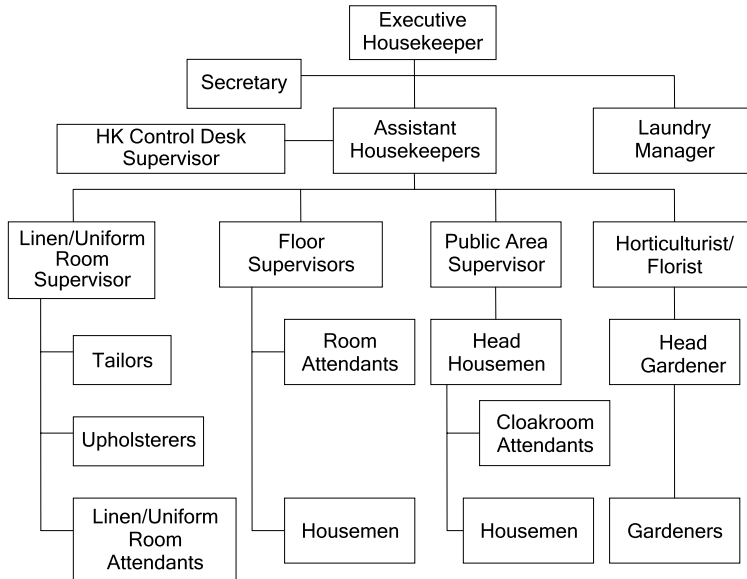 Executive
Housekeeper
Secretary
HK Control Desk
Supervisor
Assistant
Housekeepers
Laundry
Manager
Linen/Uniform
Room
Supervisor
Floor
Supervisors
Public Area
Supervisor
Horticulturist/
Florist
Tailors
Room
Attendants
Head
Housemen
Head
Gardener
Upholsterers
Cloakroom
Attendants
Linen/Uniform
Room
Attendants
Housemen
Housemen
Gardeners